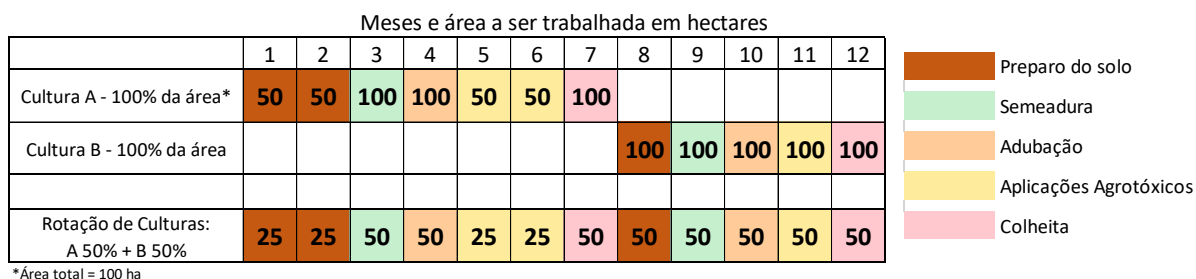 Meses e área a ser trabalhada em hectares
1 2 3 4 5 6 7 8 9 10 11 12
Cultura A - 100% da área* 50 50 100 100 50 50 100
Cultura B - 100% da área 100 100 100 100 100
Rotação de Culturas:
A 50% + B 50% 25 25 50 50 25 25 50 50 50 50 50 50
*Área total = 100 ha
Preparo do solo
Semeadura
Adubação
Aplicações Agrotóxicos
Colheita